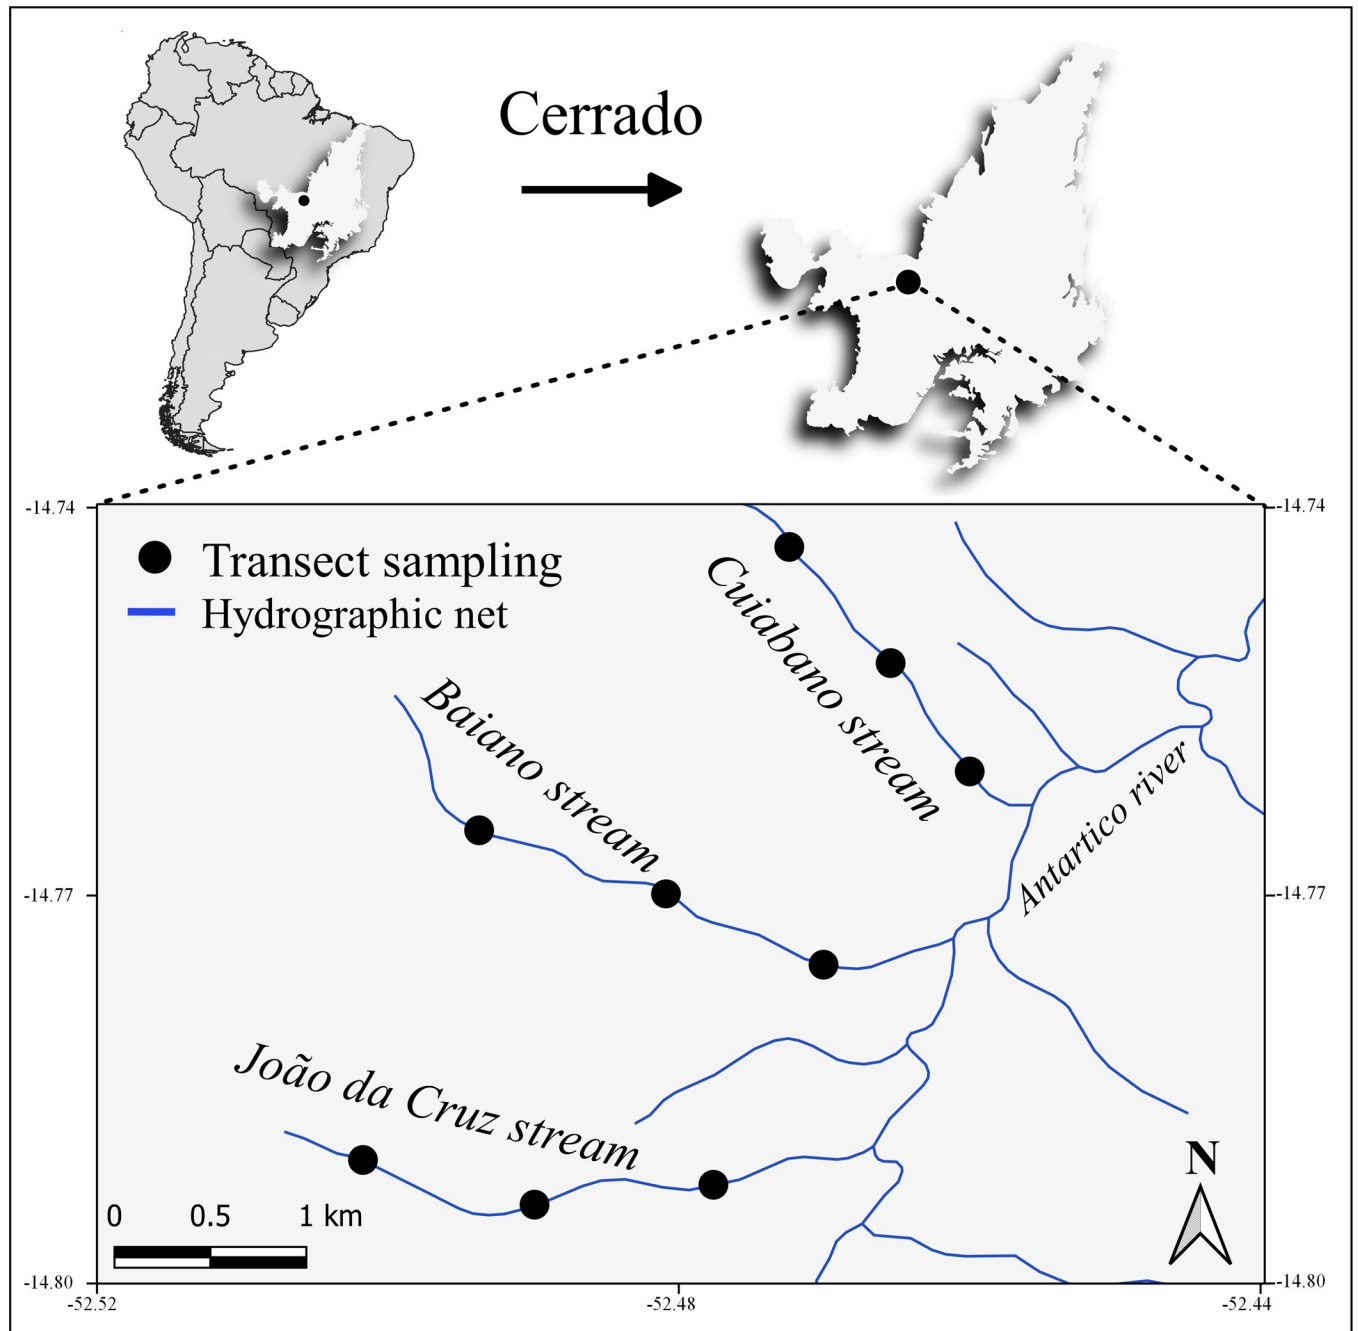 Cerrado
-14.74
-14.74
Transect sampling
Hydrographic net
Cuiabano stream
Baiano stream
Antartico river
-14.77
-14.77
João da Cruz stream
N
0 0.5 1 km
-14.80
-14.80
-52.52
-52.48
-52.44